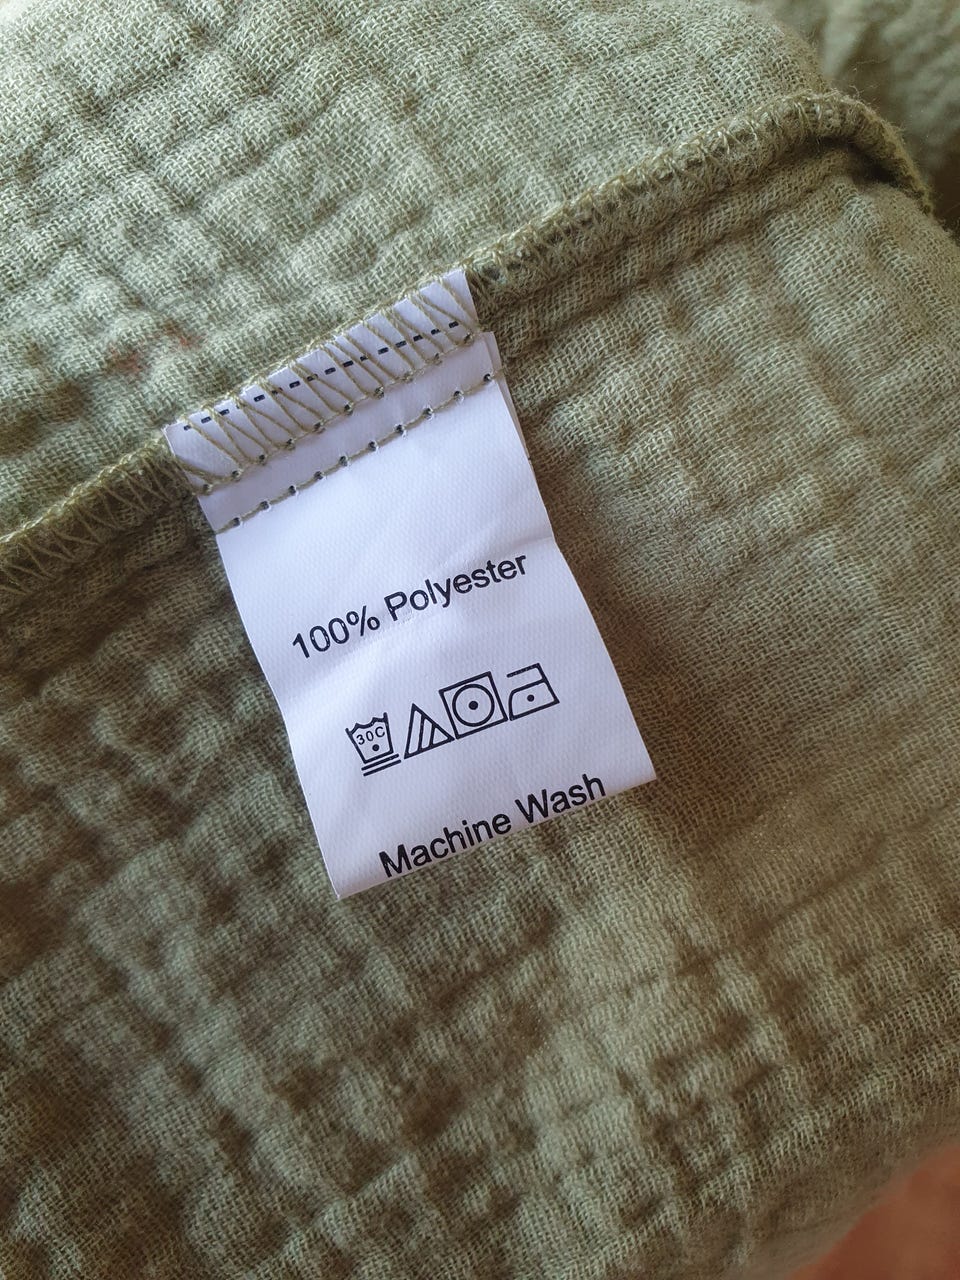 100% Polyester
30C
Machine Wash